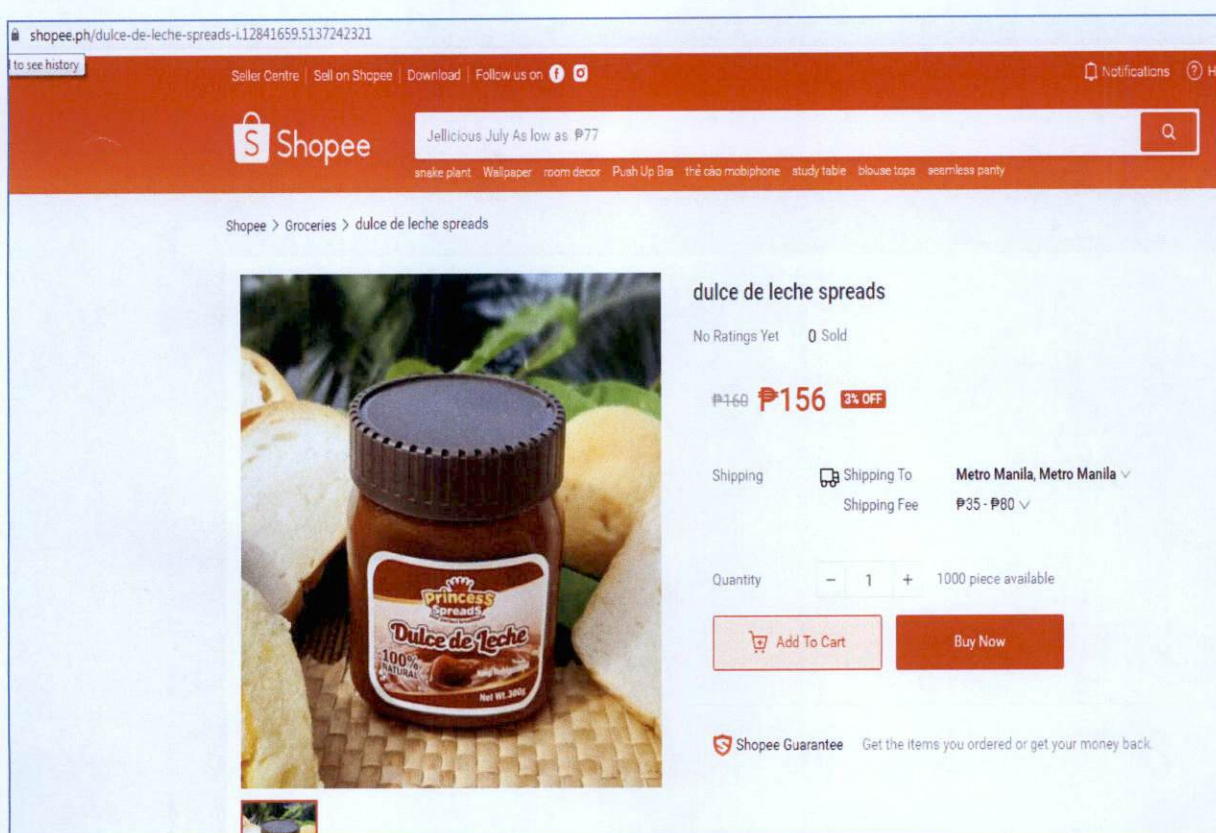 shopee.ph/dulce-de-leche-spreads-i.12841659.5137242321
l to see history
Seller Centre | Sell on Shopee | Download | Follow us on
Notifications
H
Shopee
Jellicious July As low as ₱77
snake plant Wallpaper room decor Push Up Bra thẻ cào mobiphone study table blouse tops seamless panty
Shopee > Groceries > dulce de leche spreads
dulce de leche spreads
No Ratings Yet 0 Sold
₱160 ₱156 3% OFF
Shipping Shipping To Metro Manila, Metro Manila
Shipping Fee ₱35 - ₱80
Quantity - 1 + 1000 piece available
Add To Cart Buy Now
Shopee Guarantee Get the items you ordered or get your money back.
Princess
Spreads
Dulce de Leche
100%
NATURAL
Net Wt. 300g